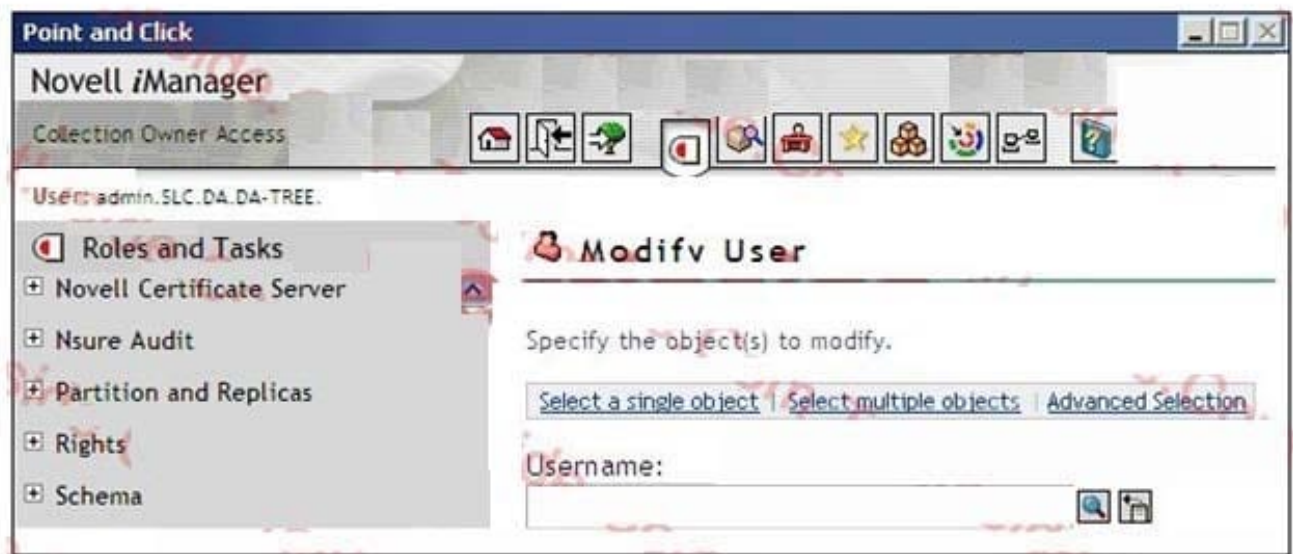 Point and Click
Novell iManager
Collection Owner Access
User: admin.SLC.DA.DA-TREE.
Roles and Tasks
Novell Certificate Server
Nsure Audit
Partition and Replicas
Rights
Schema
Modify User
Specify the object(s) to modify.
Select a single object | Select multiple objects | Advanced Selection
Username: